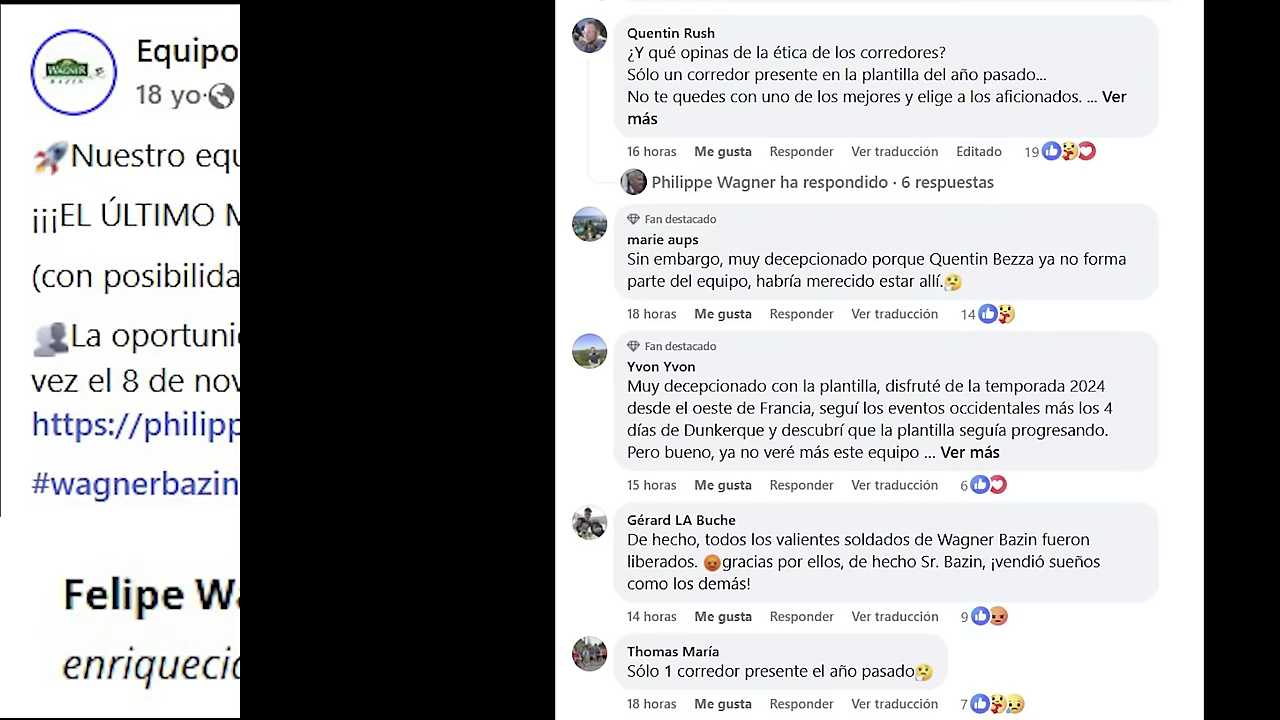 WAGNER
BAZIN
Equipo
18 yo·
Nuestro equ
¡¡¡EL ÚLTIMO M
(con posibilida
La oportuni
vez el 8 de nov
https://philipp
#wagnerbazin
Felipe Wa
enriquecid
Quentin Rush
¿Y qué opinas de la ética de los corredores?
Sólo un corredor presente en la plantilla del año pasado...
No te quedes con uno de los mejores y elige a los aficionados. ... Ver
más
16 horas Me gusta Responder Ver traducción Editado 19
Philippe Wagner ha respondido · 6 respuestas
Fan destacado
marie aups
Sin embargo, muy decepcionado porque Quentin Bezza ya no forma
parte del equipo, habría merecido estar allí.
18 horas Me gusta Responder Ver traducción 14
Fan destacado
Yvon Yvon
Muy decepcionado con la plantilla, disfruté de la temporada 2024
desde el oeste de Francia, seguí los eventos occidentales más los 4
días de Dunkerque y descubrí que la plantilla seguía progresando.
Pero bueno, ya no veré más este equipo ... Ver más
15 horas Me gusta Responder Ver traducción 6
Gérard LA Buche
De hecho, todos los valientes soldados de Wagner Bazin fueron
liberados. gracias por ellos, de hecho Sr. Bazin, ¡vendió sueños
como los demás!
14 horas Me gusta Responder Ver traducción 9
Thomas María
Sólo 1 corredor presente el año pasado
18 horas Me gusta Responder Ver traducción 7